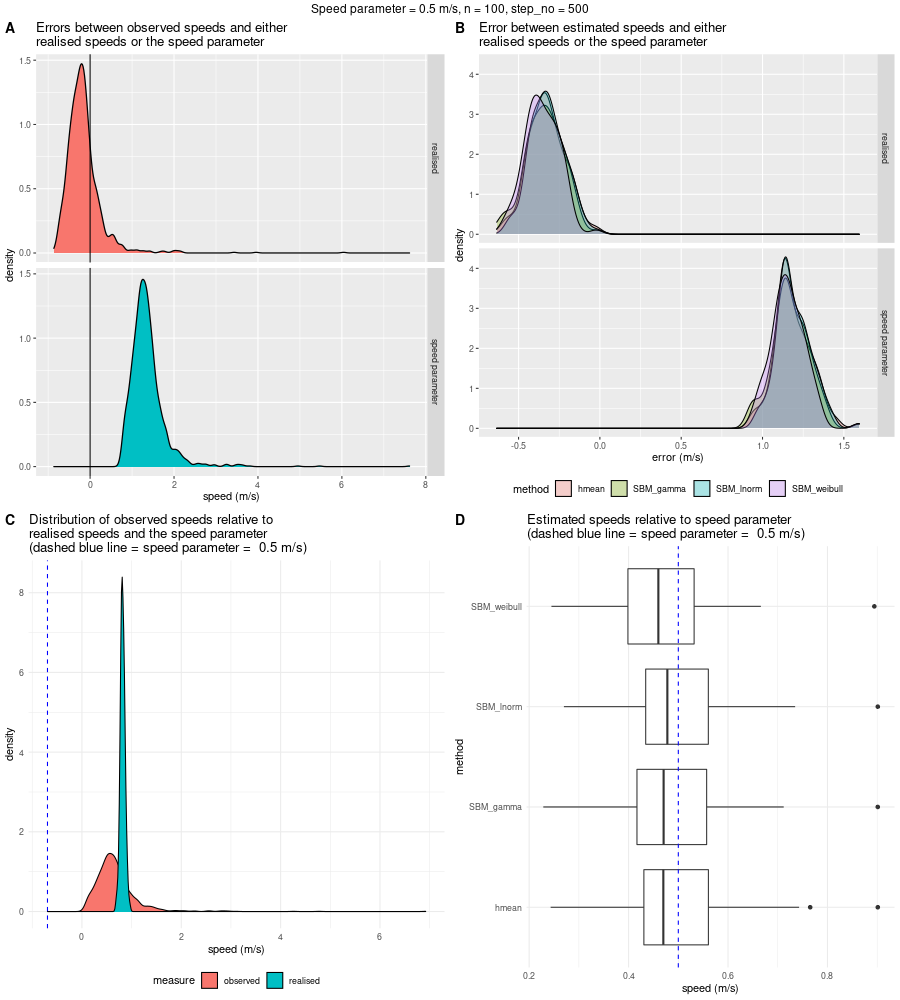 Speed parameter = 0.5 m/s, n = 100, step_no = 500
A
Errors between observed speeds and either
realised speeds or the speed parameter
1.5
1.0
0.5
0.0
realised
density
1.5
1.0
0.5
0.0
speed parameter
0
2
4
6
8
speed (m/s)
B
Error between estimated speeds and either
realised speeds or the speed parameter
4
3
2
1
0
realised
density
4
3
2
1
0
speed parameter
-0.5
0.0
0.5
1.0
1.5
error (m/s)
method
hmean
SBM_gamma
SBM_lnorm
SBM_weibull
C
Distribution of observed speeds relative to
realised speeds and the speed parameter
(dashed blue line = speed parameter = 0.5 m/s)
8
6
4
2
0
density
0
2
4
6
speed (m/s)
measure
observed
realised
D
Estimated speeds relative to speed parameter
(dashed blue line = speed parameter = 0.5 m/s)
SBM_weibull
SBM_lnorm
SBM_gamma
hmean
method
0.2
0.4
0.6
0.8
speed (m/s)